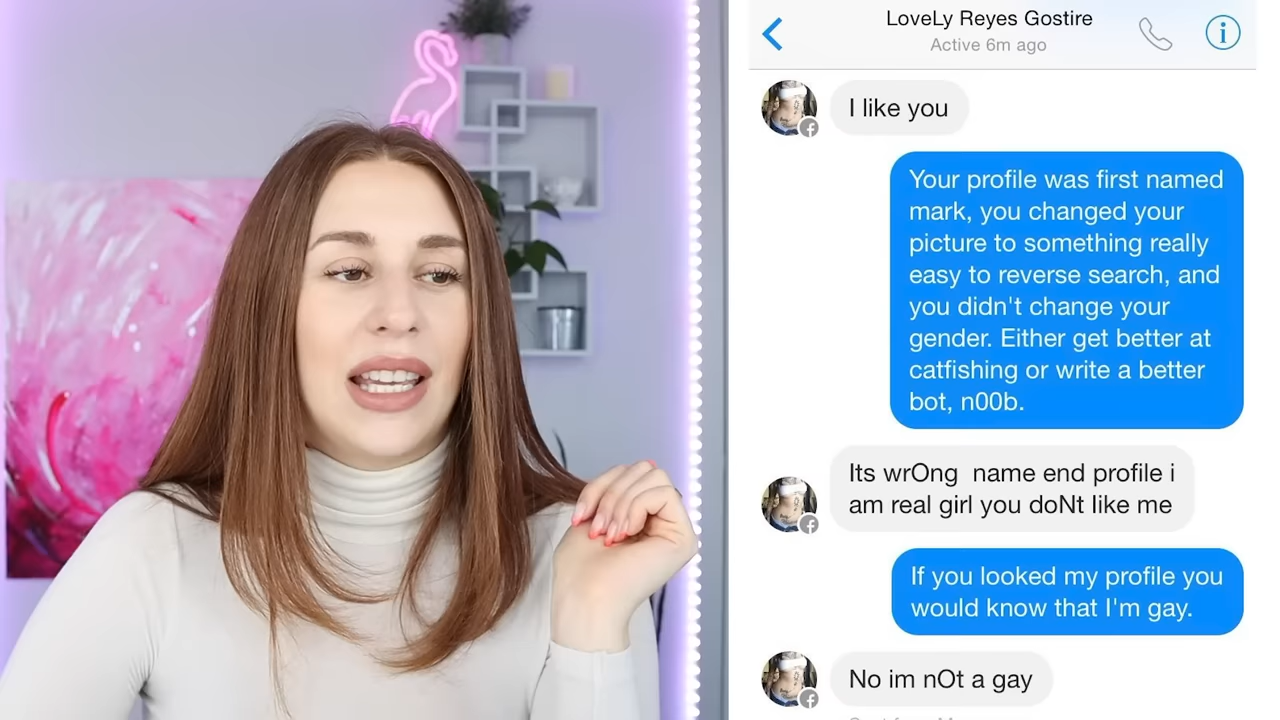 LoveLy Reyes Gostire
Active 6m ago
I like you
Your profile was first named
mark, you changed your
picture to something really
easy to reverse search, and
you didn't change your
gender. Either get better at
catfishing or write a better
bot, n00b.
Its wrOng  name end profile i
am real girl you doNt like me
If you looked my profile you
would know that I'm gay.
No im nOt a gay